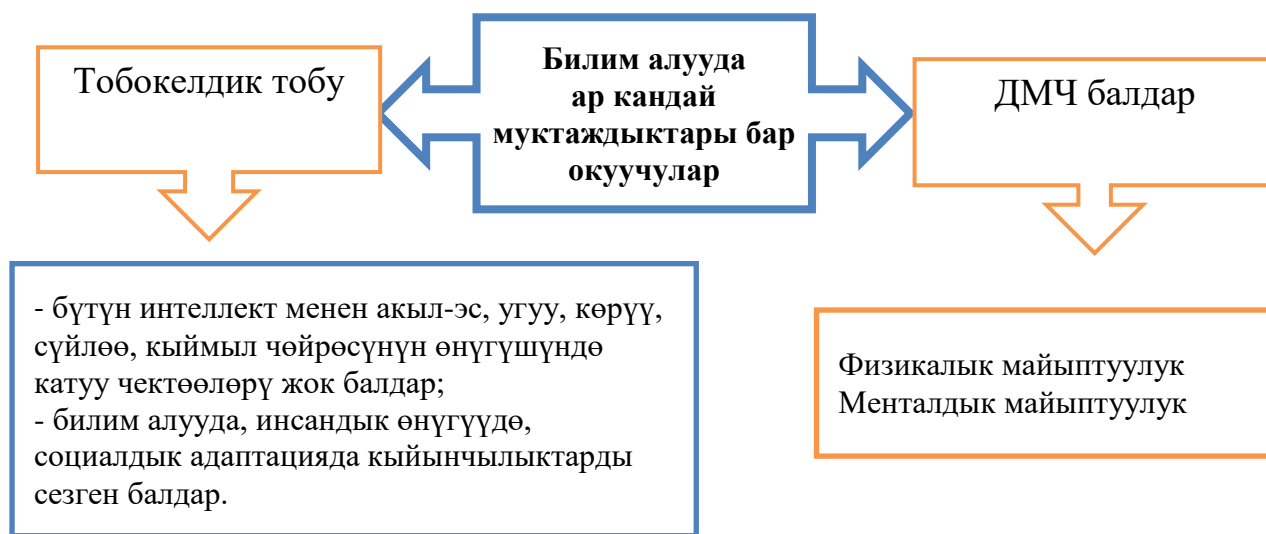 Тобокелдик тобу
Билим алууда
ар кандай
муктаждыктары бар
окуучулар
ДМЧ балдар
- бүтүн интеллект менен акыл-эс, угуу, көрүү,
сүйлөө, кыймыл чөйрөсүнүн өнүгүшүндө
катуу чектөөлөрү жок балдар;
- билим алууда, инсандык өнүгүүдө,
социалдык адаптацияда кыйынчылыктарды
сезген балдар.
Физикалык майыптуулук
Менталдык майыптуулук